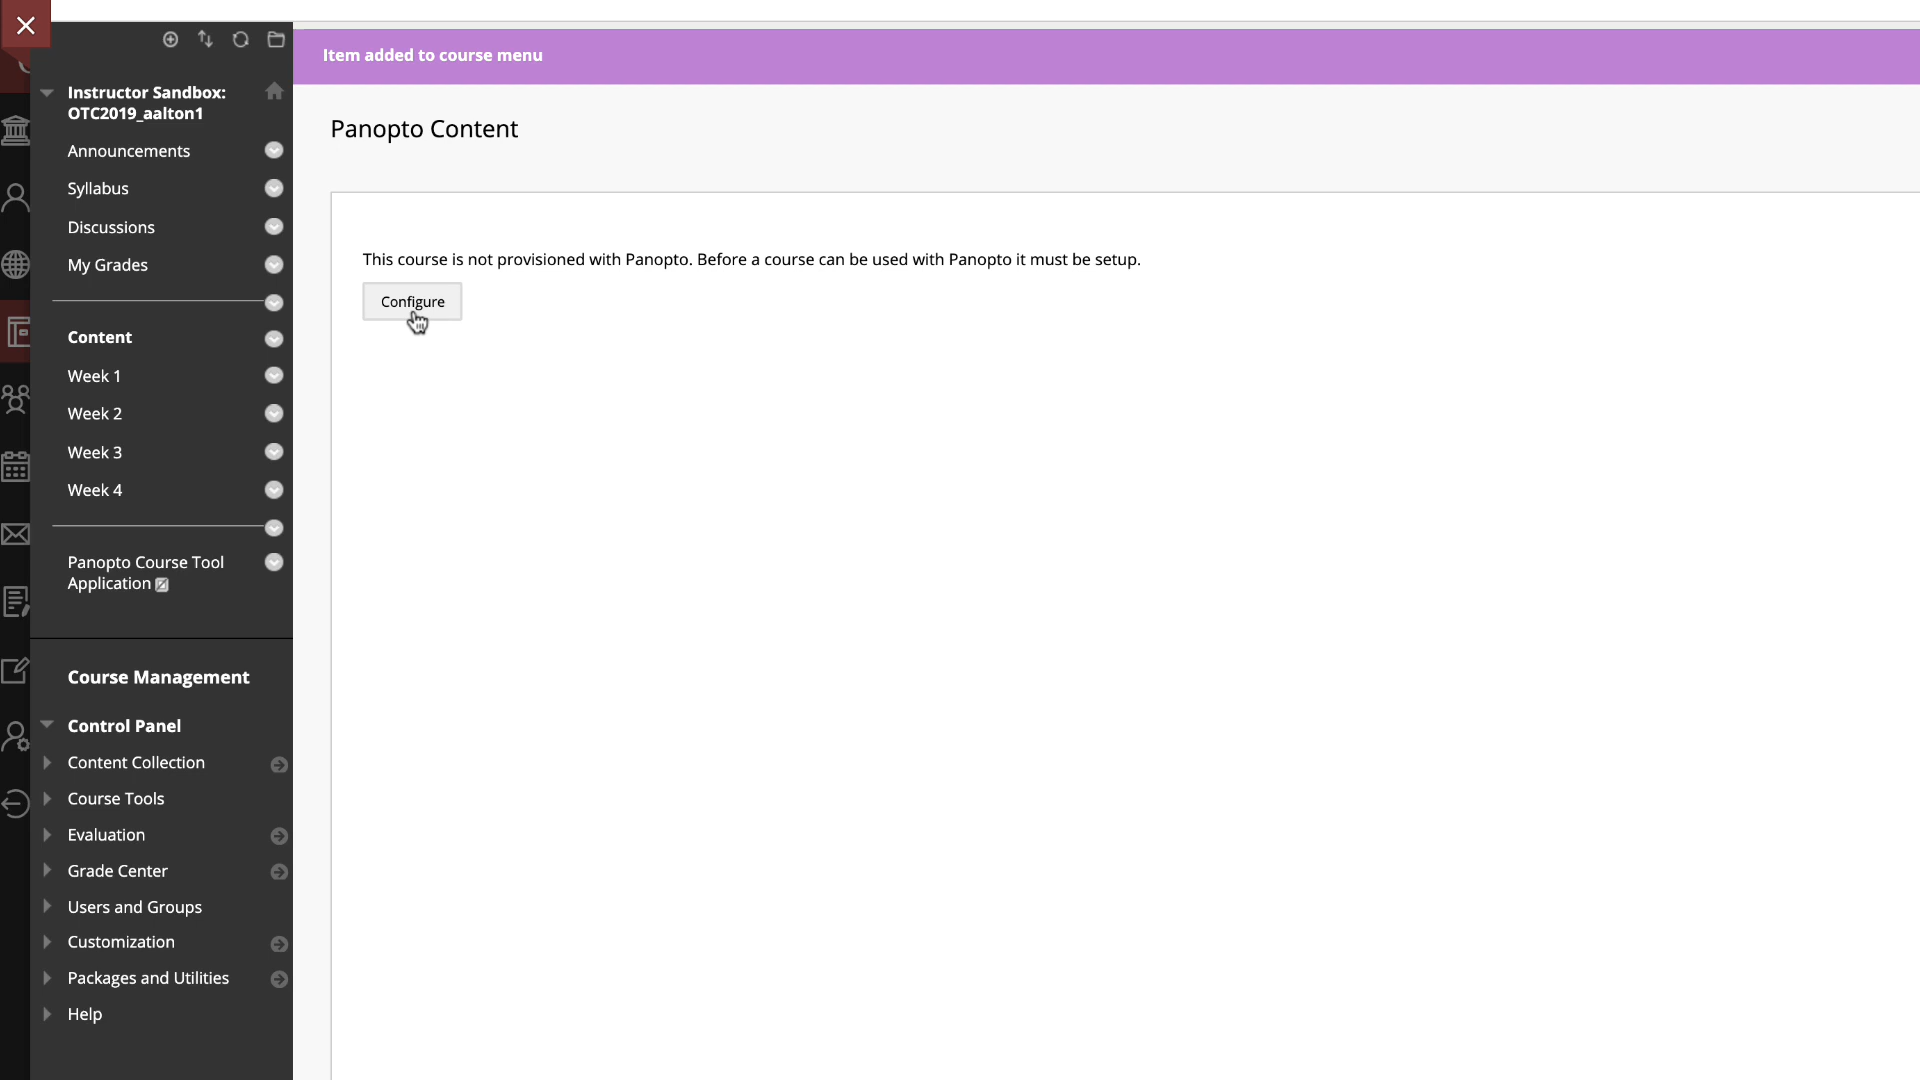 Item added to course menu
Instructor Sandbox:
OTC2019_aalton1
Announcements
Syllabus
Discussions
My Grades
Content
Week 1
Week 2
Week 3
Week 4
Panopto Course Tool
Application
Course Management
Control Panel
Content Collection
Course Tools
Evaluation
Grade Center
Users and Groups
Customization
Packages and Utilities
Help
Panopto Content
This course is not provisioned with Panopto. Before a course can be used with Panopto it must be setup.
Configure